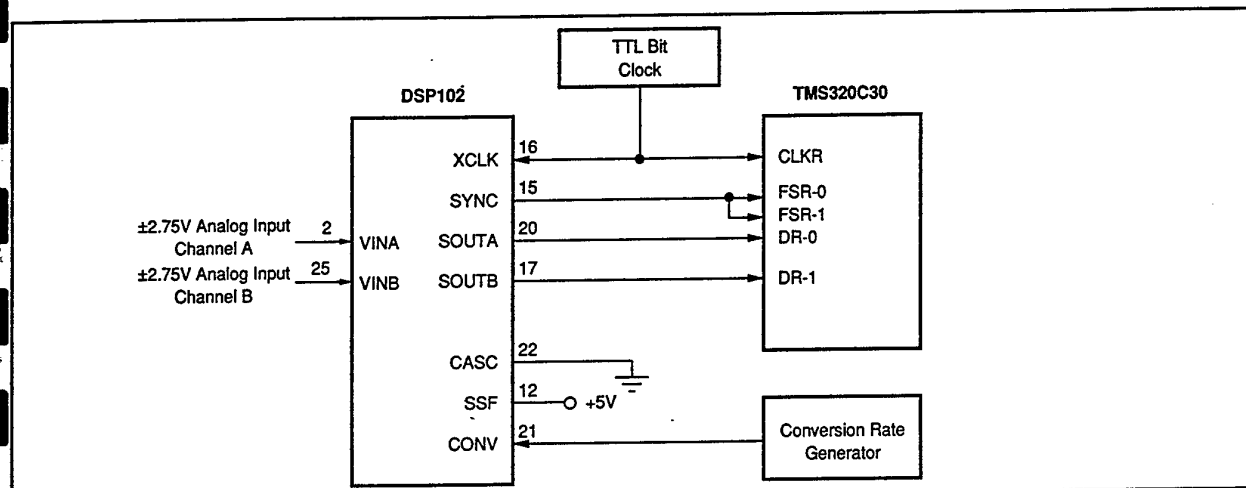 TTL Bit
Clock
DSP102
TMS320C30
XCLK 16
CLKR
SYNC 15
FSR-0
FSR-1
±2.75V Analog Input
Channel A
2
VINA
SOUTA 20
DR-0
±2.75V Analog Input
Channel B
25
VINB
SOUTB 17
DR-1
CASC 22
SSF 12
+5V
CONV 21
Conversion Rate
Generator